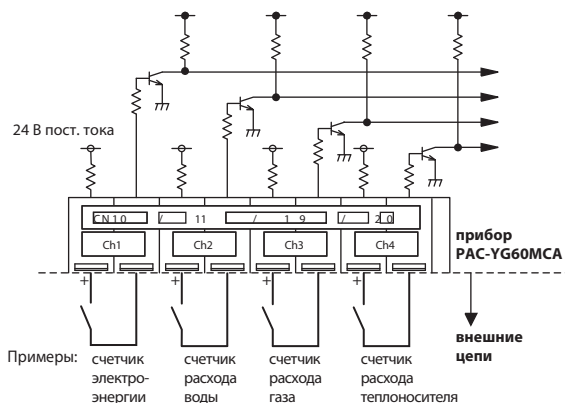 24 В пост. тока
CN10 / 11 / 19 / 20
Ch1 Ch2 Ch3 Ch4
прибор
PAC-YG60MCA
+ + + +
внешние
цепи
Примеры: счетчик счетчик счетчик счетчик
электро- расхода расхода расхода
энергии воды газа теплоносителя